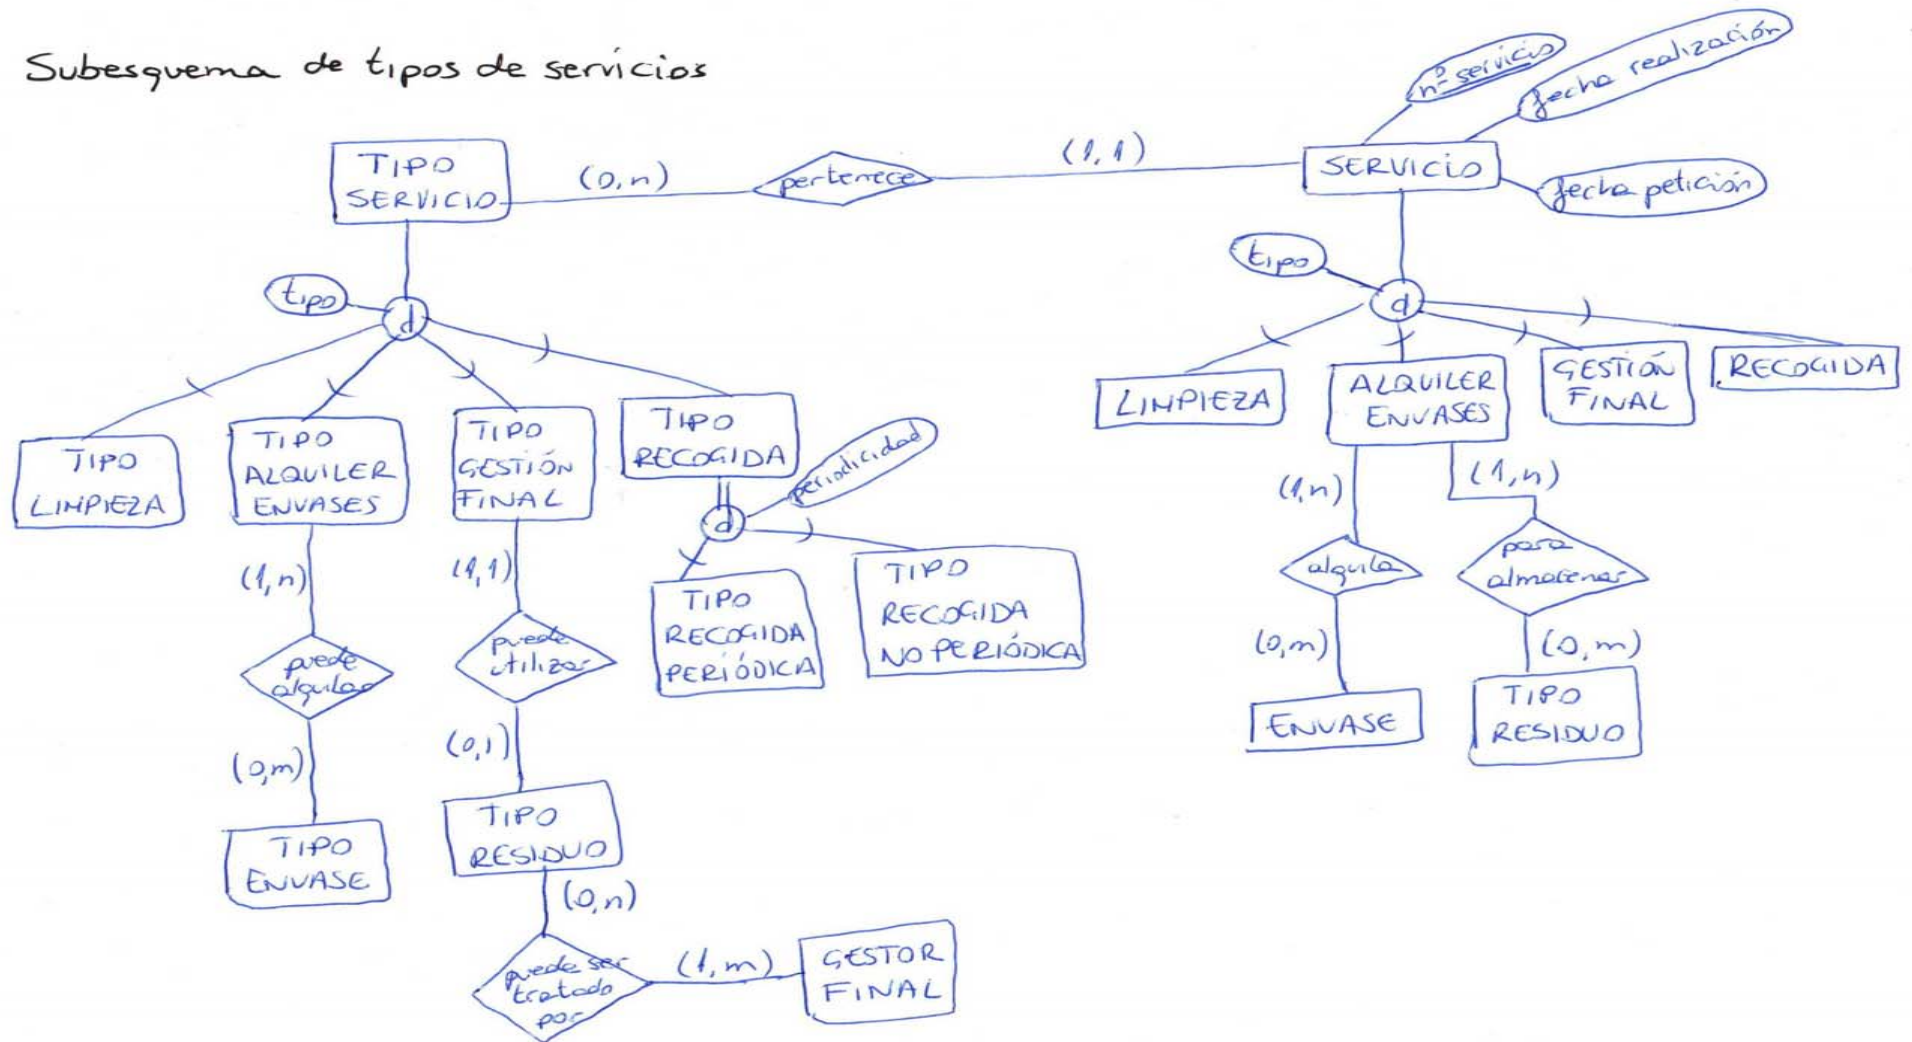 Subesquema de tipos de servicios
nº servicio
fecha realización
fecha petición
TIPO
SERVICIO
(0,n)
pertenece
(1,1)
SERVICIO
tipo
d
tipo
d
TIPO
LIMPIEZA
TIPO
ALQUILER
ENVASES
TIPO
GESTIÓN
FINAL
TIPO
RECOGIDA
periodicidad
d
TIPO
RECOGIDA
PERIÓDICA
TIPO
RECOGIDA
NO PERIÓDICA
LIMPIEZA
ALQUILER
ENVASES
GESTIÓN
FINAL
RECOGIDA
(1,n)
puede
alquilar
(0,m)
TIPO
ENVASE
(1,1)
puede
utilizar
(0,1)
TIPO
RESIDUO
(0,n)
puede ser
tratado
por
(1,m)
GESTOR
FINAL
(1,n)
alquila
(0,m)
ENVASE
(1,n)
para
almacenar
(0,m)
TIPO
RESIDUO